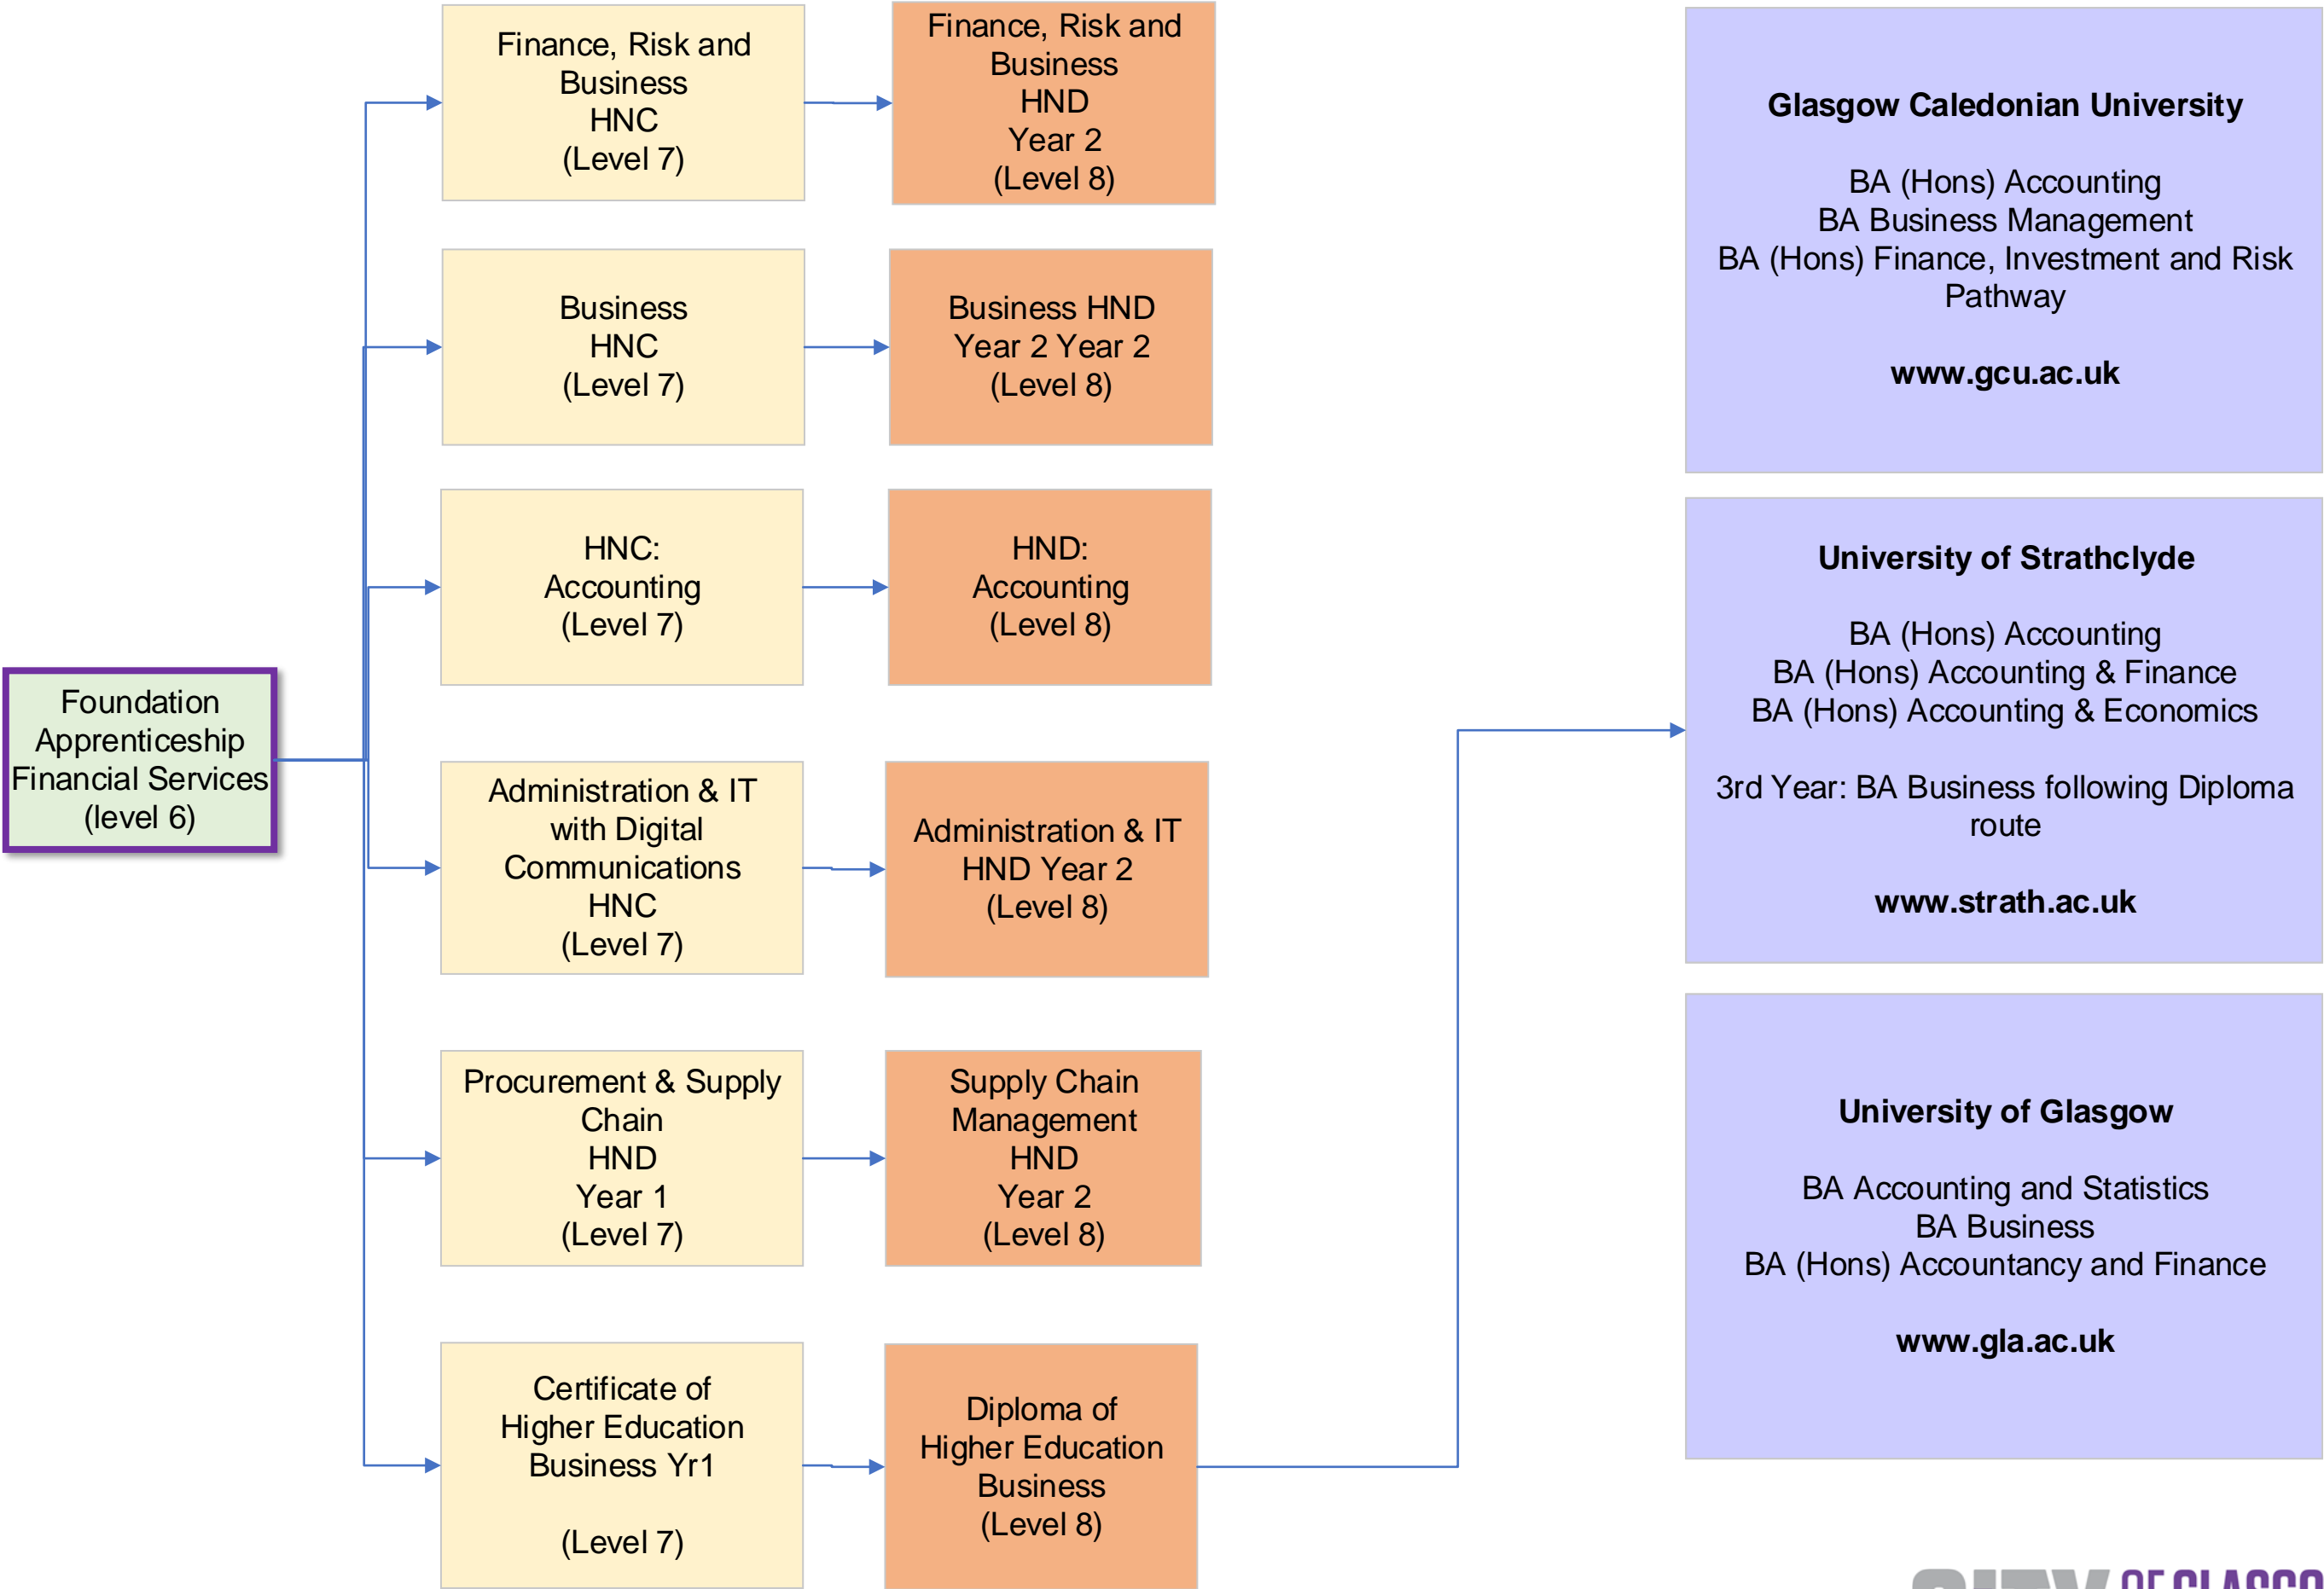 Finance, Risk and
Business
HNC
(Level 7)
Finance, Risk and
Business
HND
Year 2
(Level 8)
Glasgow Caledonian University
BA (Hons) Accounting
BA Business Management
BA (Hons) Finance, Investment and Risk
Pathway
www.gcu.ac.uk
Business
HNC
(Level 7)
Business HND
Year 2 Year 2
(Level 8)
HNC:
Accounting
(Level 7)
HND:
Accounting
(Level 8)
University of Strathclyde
BA (Hons) Accounting
BA (Hons) Accounting & Finance
BA (Hons) Accounting & Economics
3rd Year: BA Business following Diploma
route
www.strath.ac.uk
Foundation
Apprenticeship
Financial Services
(level 6)
Administration & IT
with Digital
Communications
HNC
(Level 7)
Administration & IT
HND Year 2
(Level 8)
Procurement & Supply
Chain
HND
Year 1
(Level 7)
Supply Chain
Management
HND
Year 2
(Level 8)
University of Glasgow
BA Accounting and Statistics
BA Business
BA (Hons) Accountancy and Finance
www.gla.ac.uk
Certificate of
Higher Education
Business Yr1
(Level 7)
Diploma of
Higher Education
Business
(Level 8)